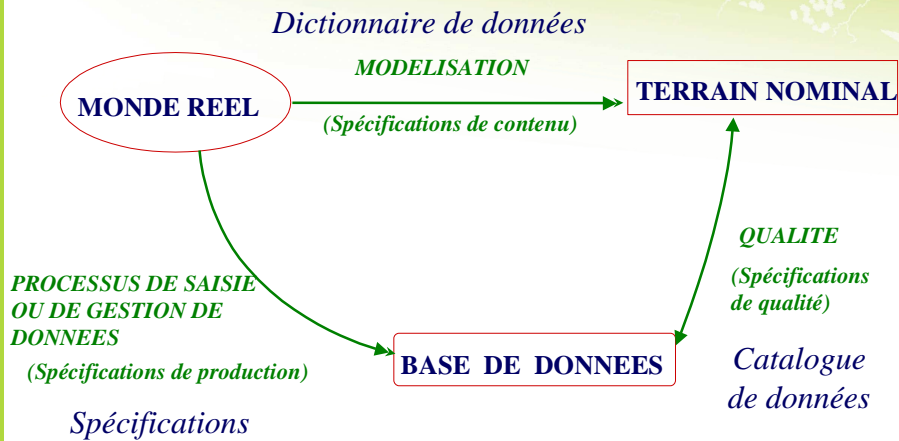 Dictionnaire de données
MODELISATION
MONDE REEL
TERRAIN NOMINAL
(Spécifications de contenu)
QUALITE
(Spécifications
de qualité)
PROCESSUS DE SAISIE
OU DE GESTION DE
DONNEES
(Spécifications de production)
BASE DE DONNEES
Catalogue
de données
Spécifications